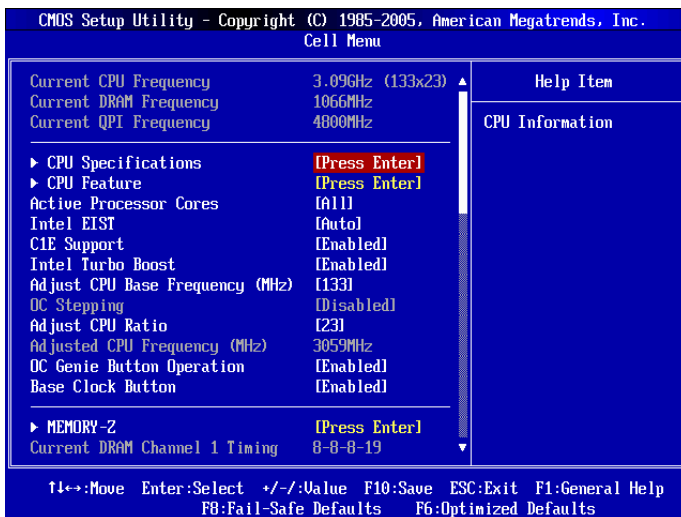 CMOS Setup Utility - Copyright (C) 1985-2005, American Megatrends, Inc.
Cell Menu
Current CPU Frequency 3.09GHz (133x23)
Current DRAM Frequency 1066MHz
Current QPI Frequency 4800MHz
CPU Specifications [Press Enter]
CPU Feature [Press Enter]
Active Processor Cores [All]
Intel EIST [Auto]
C1E Support [Enabled]
Intel Turbo Boost [Enabled]
Adjust CPU Base Frequency (MHz) [133]
OC Stepping [Disabled]
Adjust CPU Ratio [23]
Adjusted CPU Frequency (MHz) 3059MHz
OC Genie Button Operation [Enabled]
Base Clock Button [Enabled]
MEMORY-Z [Press Enter]
Current DRAM Channel 1 Timing 8-8-8-19
Help Item
CPU Information
↑↓←→:Move Enter:Select +/-/:Value F10:Save ESC:Exit F1:General Help
F8:Fail-Safe Defaults F6:Optimized Defaults